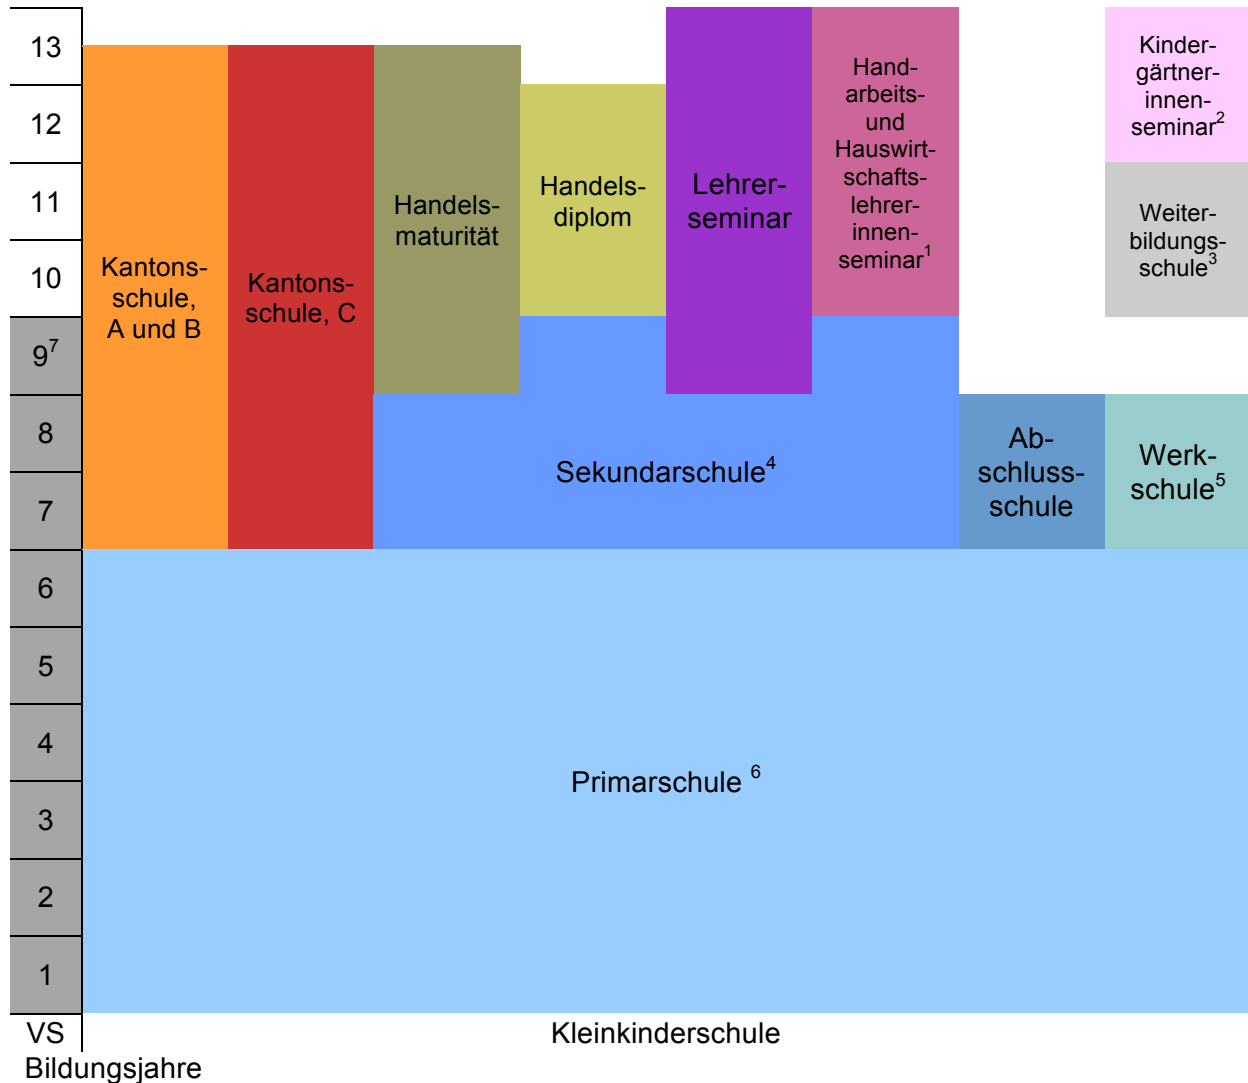 13
12
11
10
9⁷
8
7
6
5
4
3
2
1
VS
Bildungsjahre
Kantons-
schule,
A und B
Kantons-
schule, C
Handels-
maturität
Handels-
diplom
Lehrer-
seminar
Hand-
arbeits-
und
Hauswirt-
schafts-
lehrer-
innen-
seminar¹
Kinder-
gärtner-
innen-
seminar²
Weiter-
bildungs-
schule³
Sekundarschule⁴
Ab-
schluss-
schule
Werk-
schule⁵
Primarschule ⁶
Kleinkinderschule